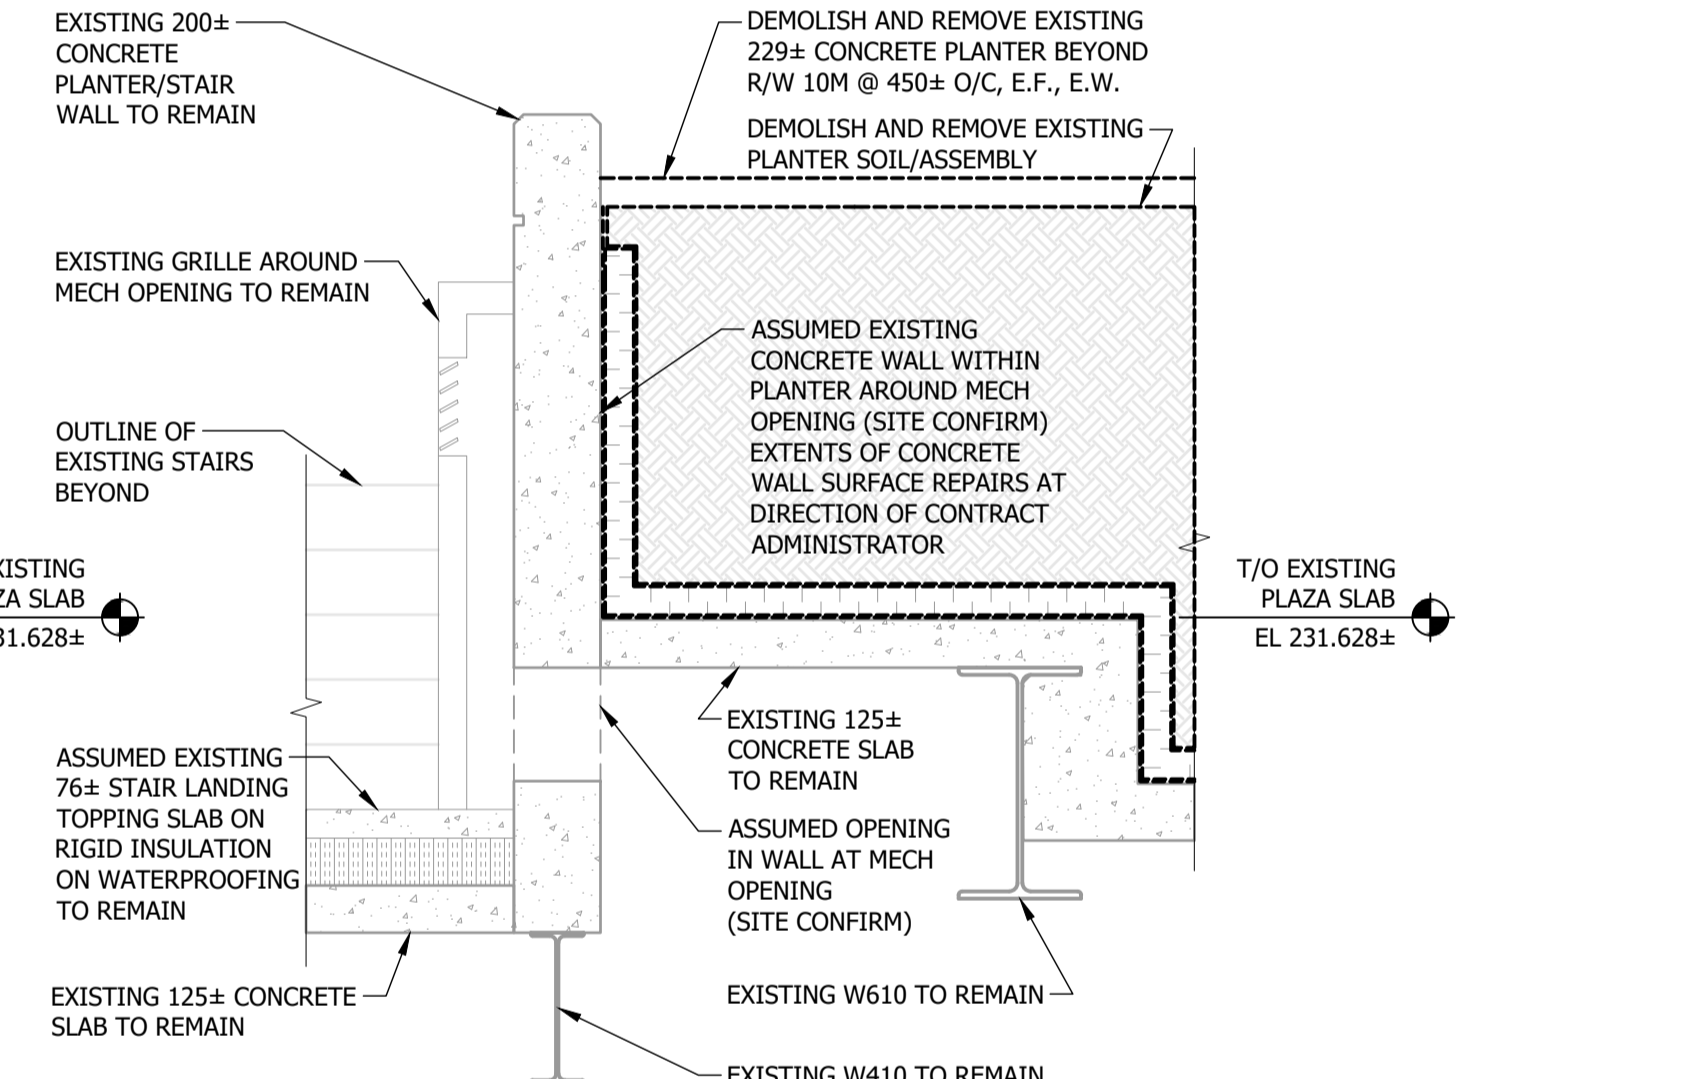 EXISTING 200±
CONCRETE
PLANTER/STAIR
WALL TO REMAIN
DEMOLISH AND REMOVE EXISTING
229± CONCRETE PLANTER BEYOND
R/W 10M @ 450± O/C, E.F., E.W.
DEMOLISH AND REMOVE EXISTING
PLANTER SOIL/ASSEMBLY
EXISTING GRILLE AROUND
MECH OPENING TO REMAIN
ASSUMED EXISTING
CONCRETE WALL WITHIN
PLANTER AROUND MECH
OPENING (SITE CONFIRM)
EXTENTS OF CONCRETE
WALL SURFACE REPAIRS AT
DIRECTION OF CONTRACT
ADMINISTRATOR
OUTLINE OF
EXISTING STAIRS
BEYOND
XISTING
ZA SLAB
31.628±
T/O EXISTING
PLAZA SLAB
EL 231.628±
ASSUMED EXISTING
76± STAIR LANDING
TOPPING SLAB ON
RIGID INSULATION
ON WATERPROOFING
TO REMAIN
EXISTING 125±
CONCRETE SLAB
TO REMAIN
ASSUMED OPENING
IN WALL AT MECH
OPENING
(SITE CONFIRM)
EXISTING 125± CONCRETE
SLAB TO REMAIN
EXISTING W610 TO REMAIN
EXISTING W410 TO REMAIN